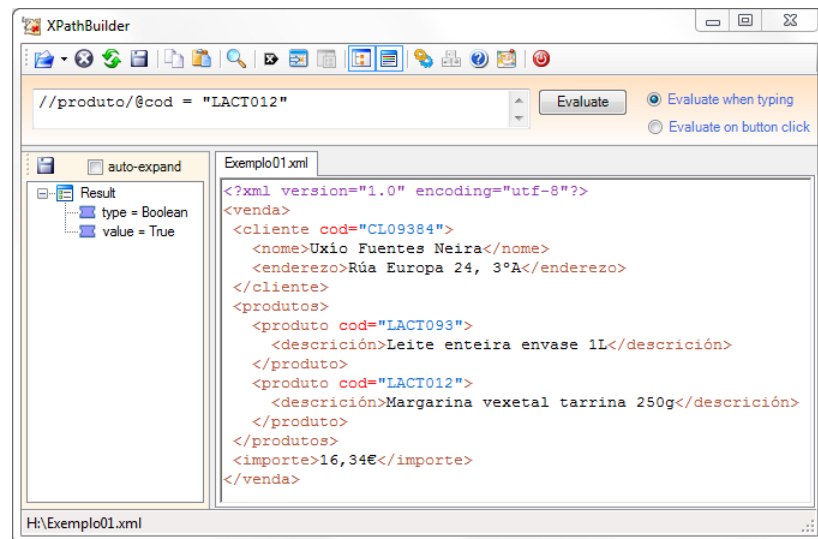 XPathBuilder
//produto/@cod = "LACT012"
Evaluate
Evaluate when typing
Evaluate on button click
auto-expand
Result
type = Boolean
value = True
Exemplo01.xml
<?xml version="1.0" encoding="utf-8"?>
<venda>
<cliente cod="CL09384">
<nome>Uxío Fuentes Neira</nome>
<enderezo>Rúa Europa 24, 3ºA</enderezo>
</cliente>
<produtos>
<produto cod="LACT093">
<descrición>Leite enteira envase 1L</descrición>
</produto>
<produto cod="LACT012">
<descrición>Margarina vexetal tarrina 250g</descrición>
</produto>
</produtos>
<importe>16,34€</importe>
</venda>
H:\Exemplo01.xml